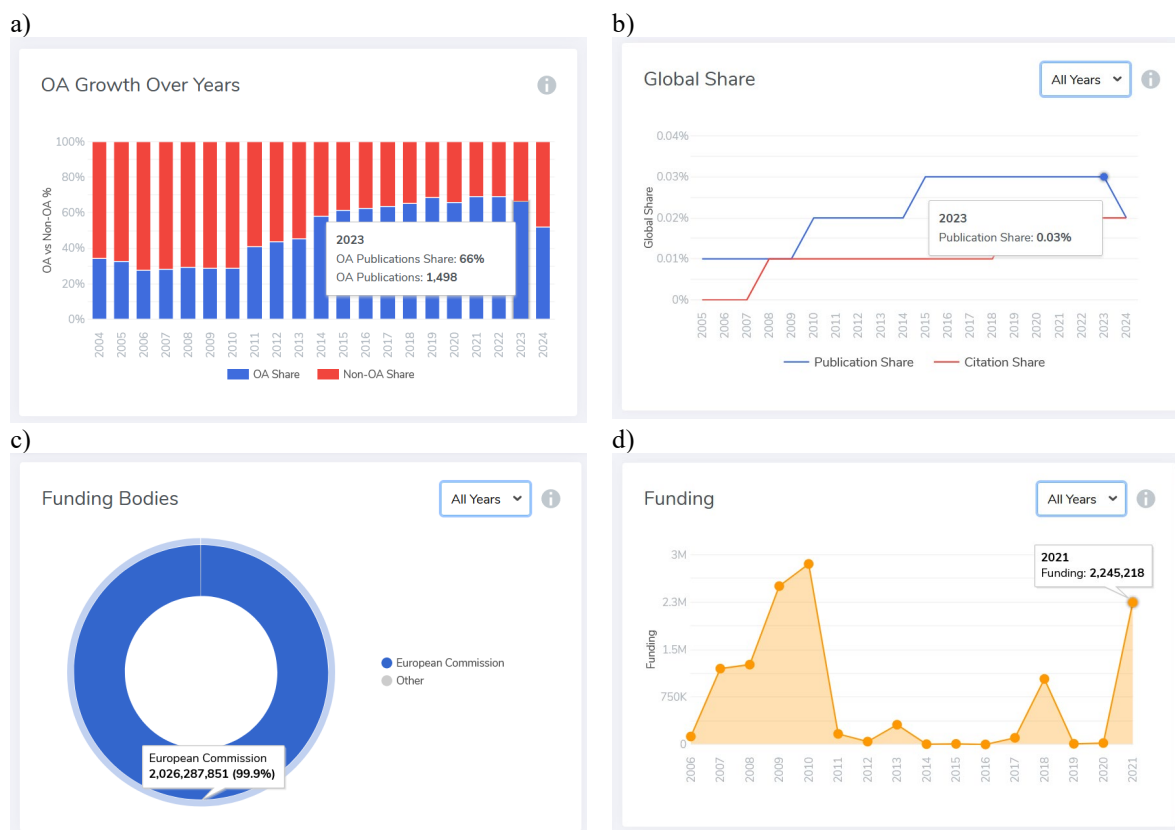 a)
OA Growth Over Years
100%
80%
60%
40%
20%
0%
OA vs Non-OA %
2023
OA Publications Share: 66%
OA Publications: 1,498
2004 2005 2006 2007 2008 2009 2010 2011 2012 2013 2014 2015 2016 2017 2018 2019 2020 2021 2022 2023 2024
OA Share Non-OA Share
b)
Global Share
All Years
0.04%
0.03%
0.02%
0.01%
0%
Global Share
2023
Publication Share: 0.03%
2005 2006 2007 2008 2009 2010 2011 2012 2013 2014 2015 2016 2017 2018 2019 2020 2021 2022 2023 2024
Publication Share Citation Share
c)
Funding Bodies
All Years
European Commission
Other
European Commission
2,026,287,851 (99.9%)
d)
Funding
All Years
3M
2.3M
1.5M
750K
0
Funding
2021
Funding: 2,245,218
2006 2007 2008 2009 2010 2011 2012 2013 2014 2015 2016 2017 2018 2019 2020 2021